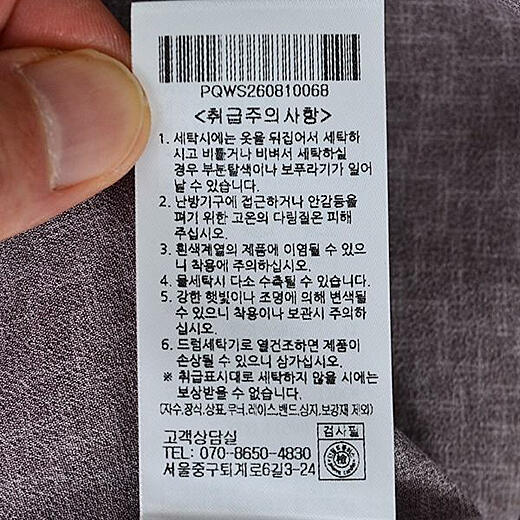 PQWS260810068
<취급주의사항>
1. 세탁시에는 옷을 뒤집어서 세탁하
시고 비틀거나 비벼서 세탁하실
경우 부분탈색이나 보푸라기가 일어
날 수 있습니다.
2. 난방기구에 접근하거나 안감등을
펴기 위한 고온의 다림질은 피해
주십시오.
3. 흰색계열의 제품에 이염될 수 있으
니 착용에 주의하십시오.
4. 물세탁시 다소 수축될 수 있습니다.
5. 강한 햇빛이나 조명에 의해 변색될
수 있으니 착용이나 보관시 주의하
십시오.
6. 드럼세탁기로 열건조하면 제품이
손상될 수 있으니 삼가십시오.
※ 취급표시대로 세탁하지 않을 시에는
보상받을 수 없습니다.
(자수,장식,상표,무늬,레이스,밴드,심지,보강재 제외)
고객상담실
TEL: 070-8650-4830
서울중구퇴계로6길3-24
검사필